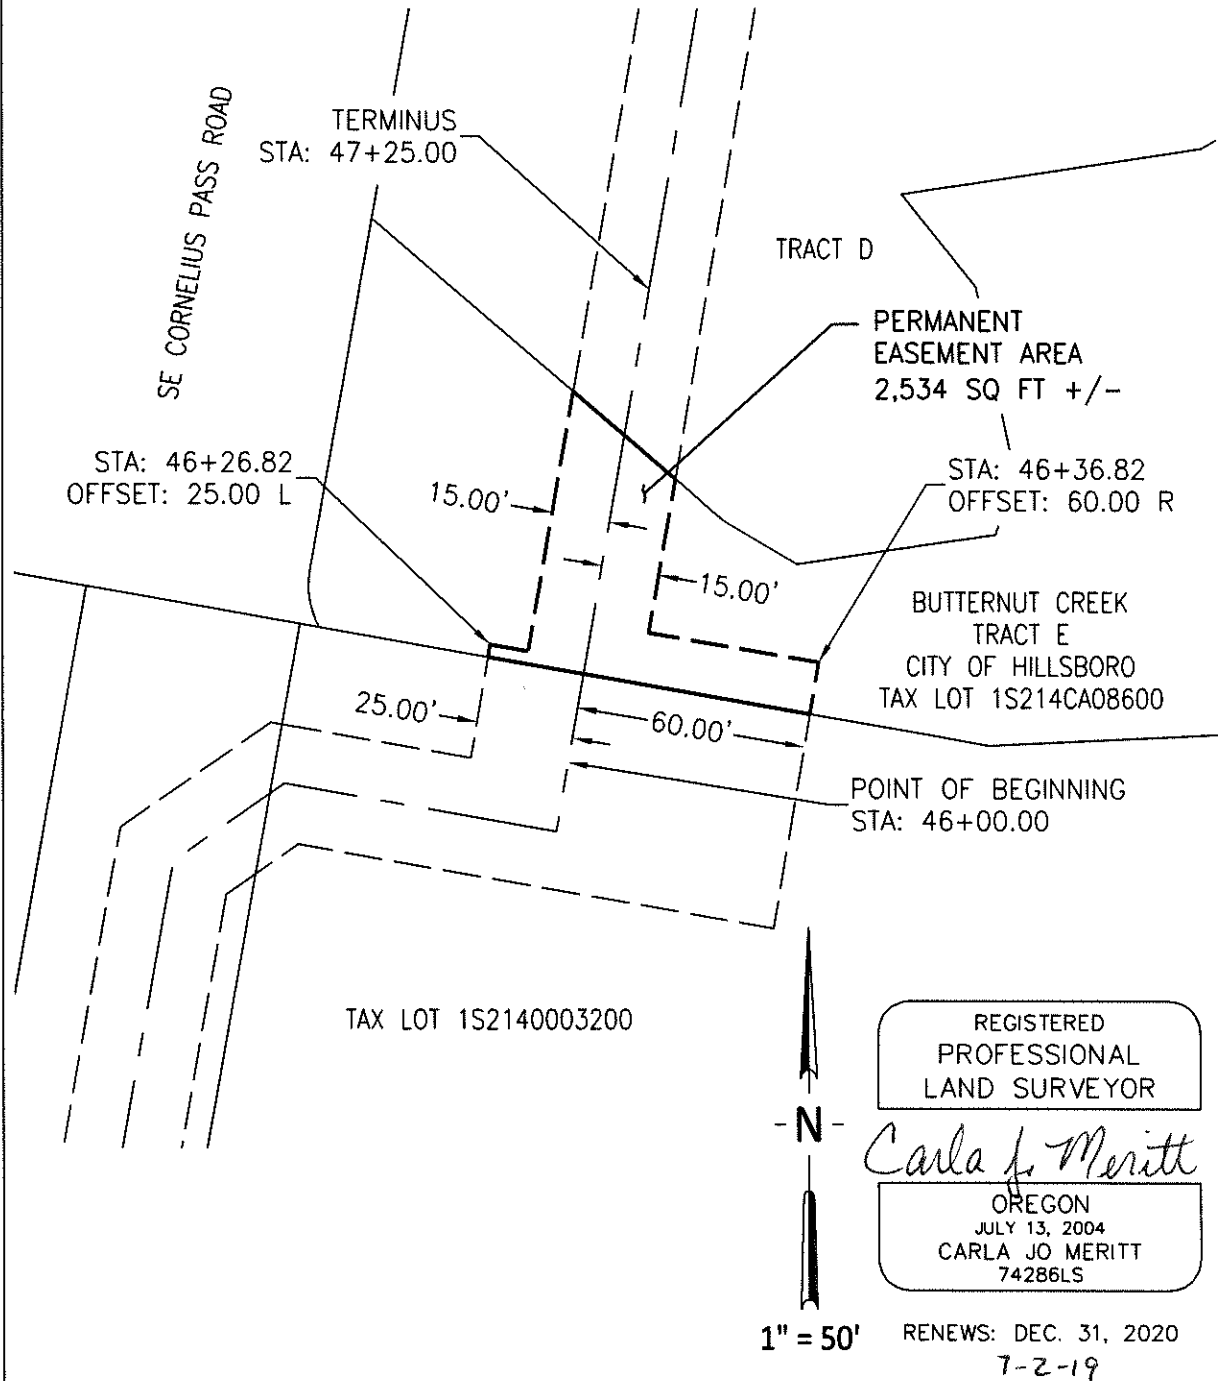 SE CORNELIUS PASS ROAD
TERMINUS
STA: 47+25.00
TRACT D
PERMANENT
EASEMENT AREA
2,534 SQ FT +/-
STA: 46+26.82
OFFSET: 25.00 L
15.00'
STA: 46+36.82
OFFSET: 60.00 R
15.00'
BUTTERNUT CREEK
TRACT E
CITY OF HILLSBORO
TAX LOT 1S214CA08600
25.00'
60.00'
POINT OF BEGINNING
STA: 46+00.00
TAX LOT 1S2140003200
N
1" = 50'
REGISTERED
PROFESSIONAL
LAND SURVEYOR
Carla J. Meritt
OREGON
JULY 13, 2004
CARLA JO MERITT
74286LS
RENEWS: DEC. 31, 2020
7-2-19